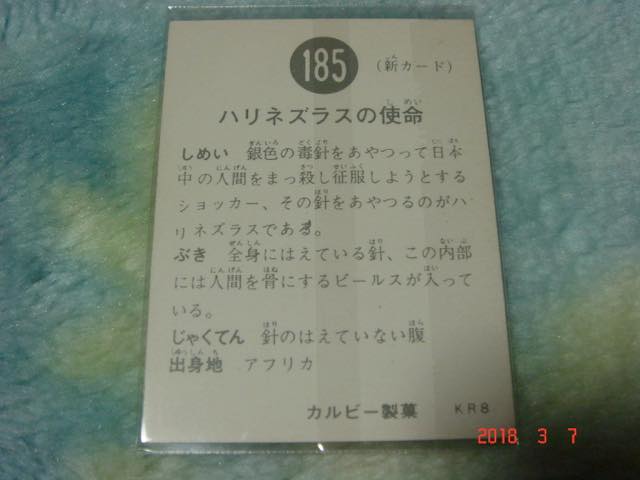 185
(新カード)
ハリネズラスの使命
しめい 銀色の毒針をあやつって日本
中の人間をまっ殺し征服しようとする
ショッカー、その針をあやつるのがハ
リネズラスである。
ぶき 全身にはえている針、この内部
には人間を骨にするビールスが入って
いる。
じゃくてん 針のはえていない腹
出身地 アフリカ
カルビー製菓 KR8
2018 3 7